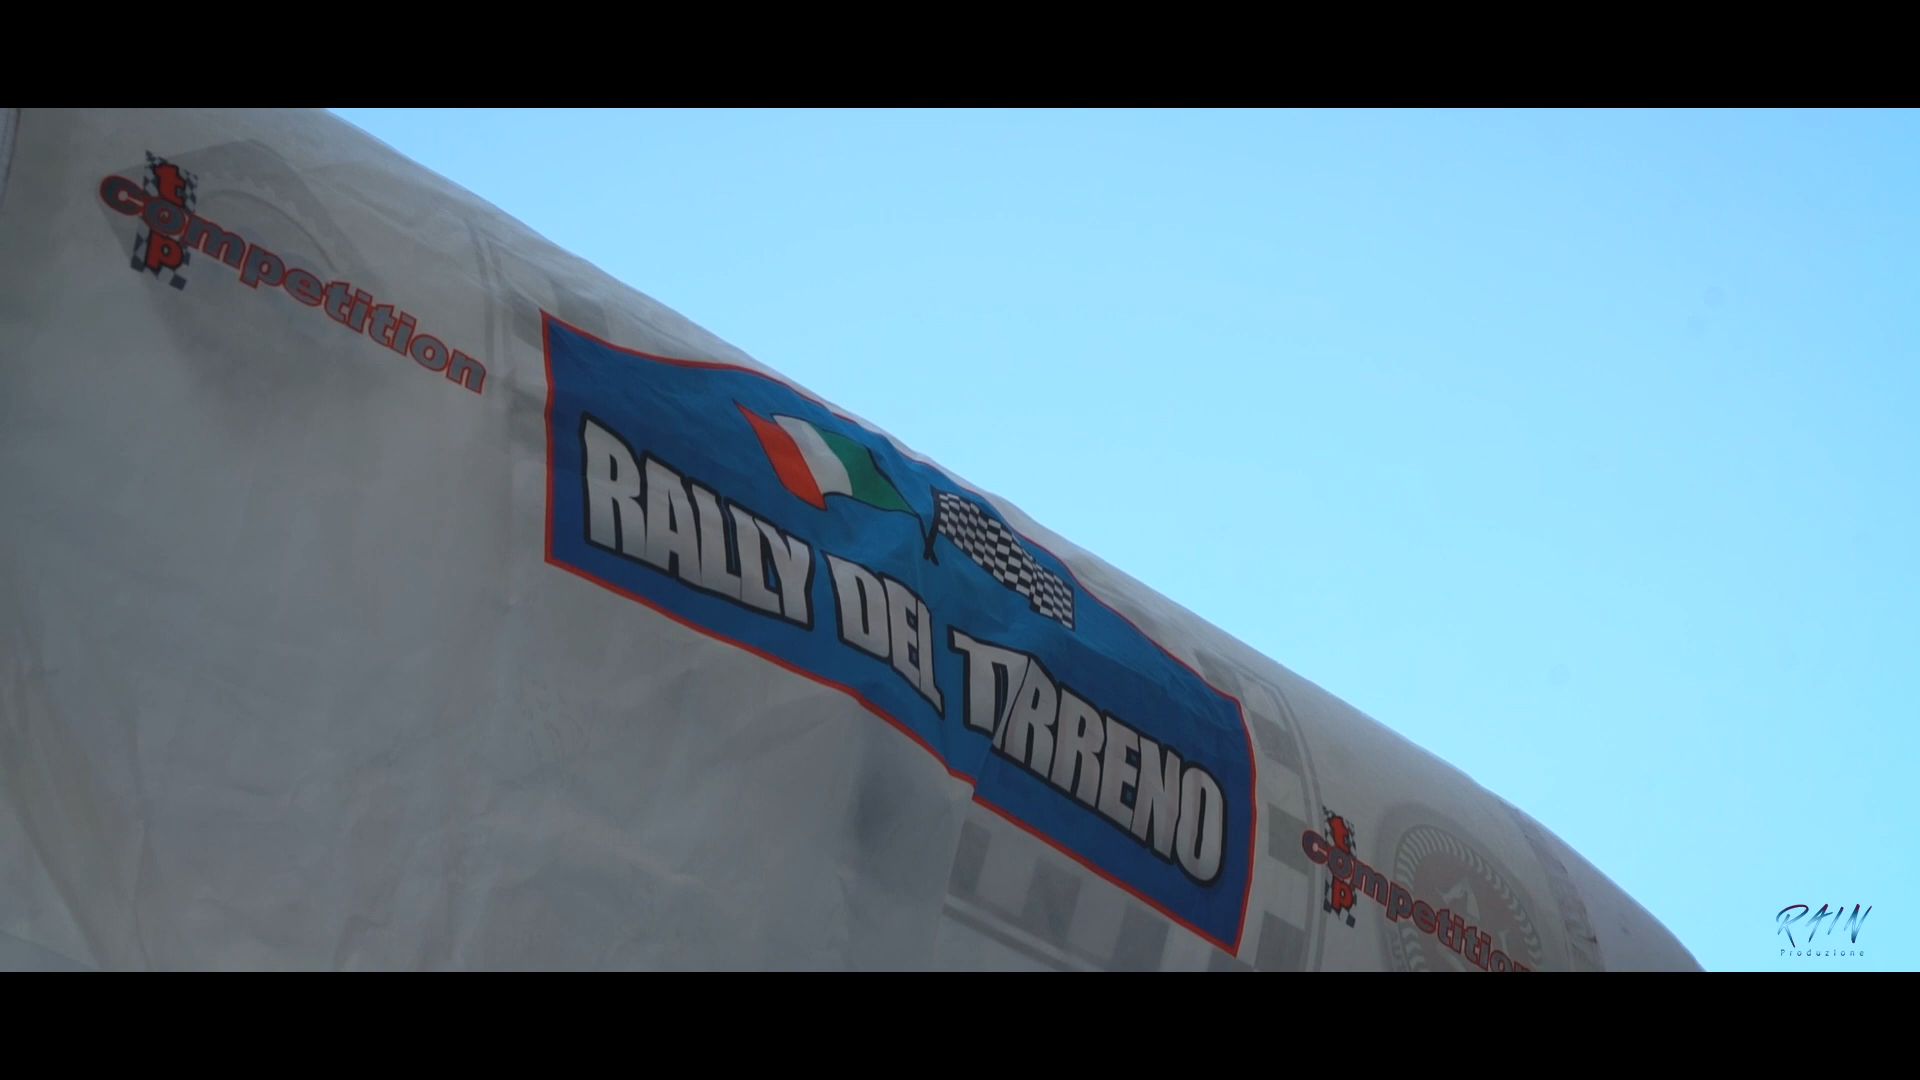 top
competition
RALLY DEL TIRRENO
top
competition
RAIN
Produzione